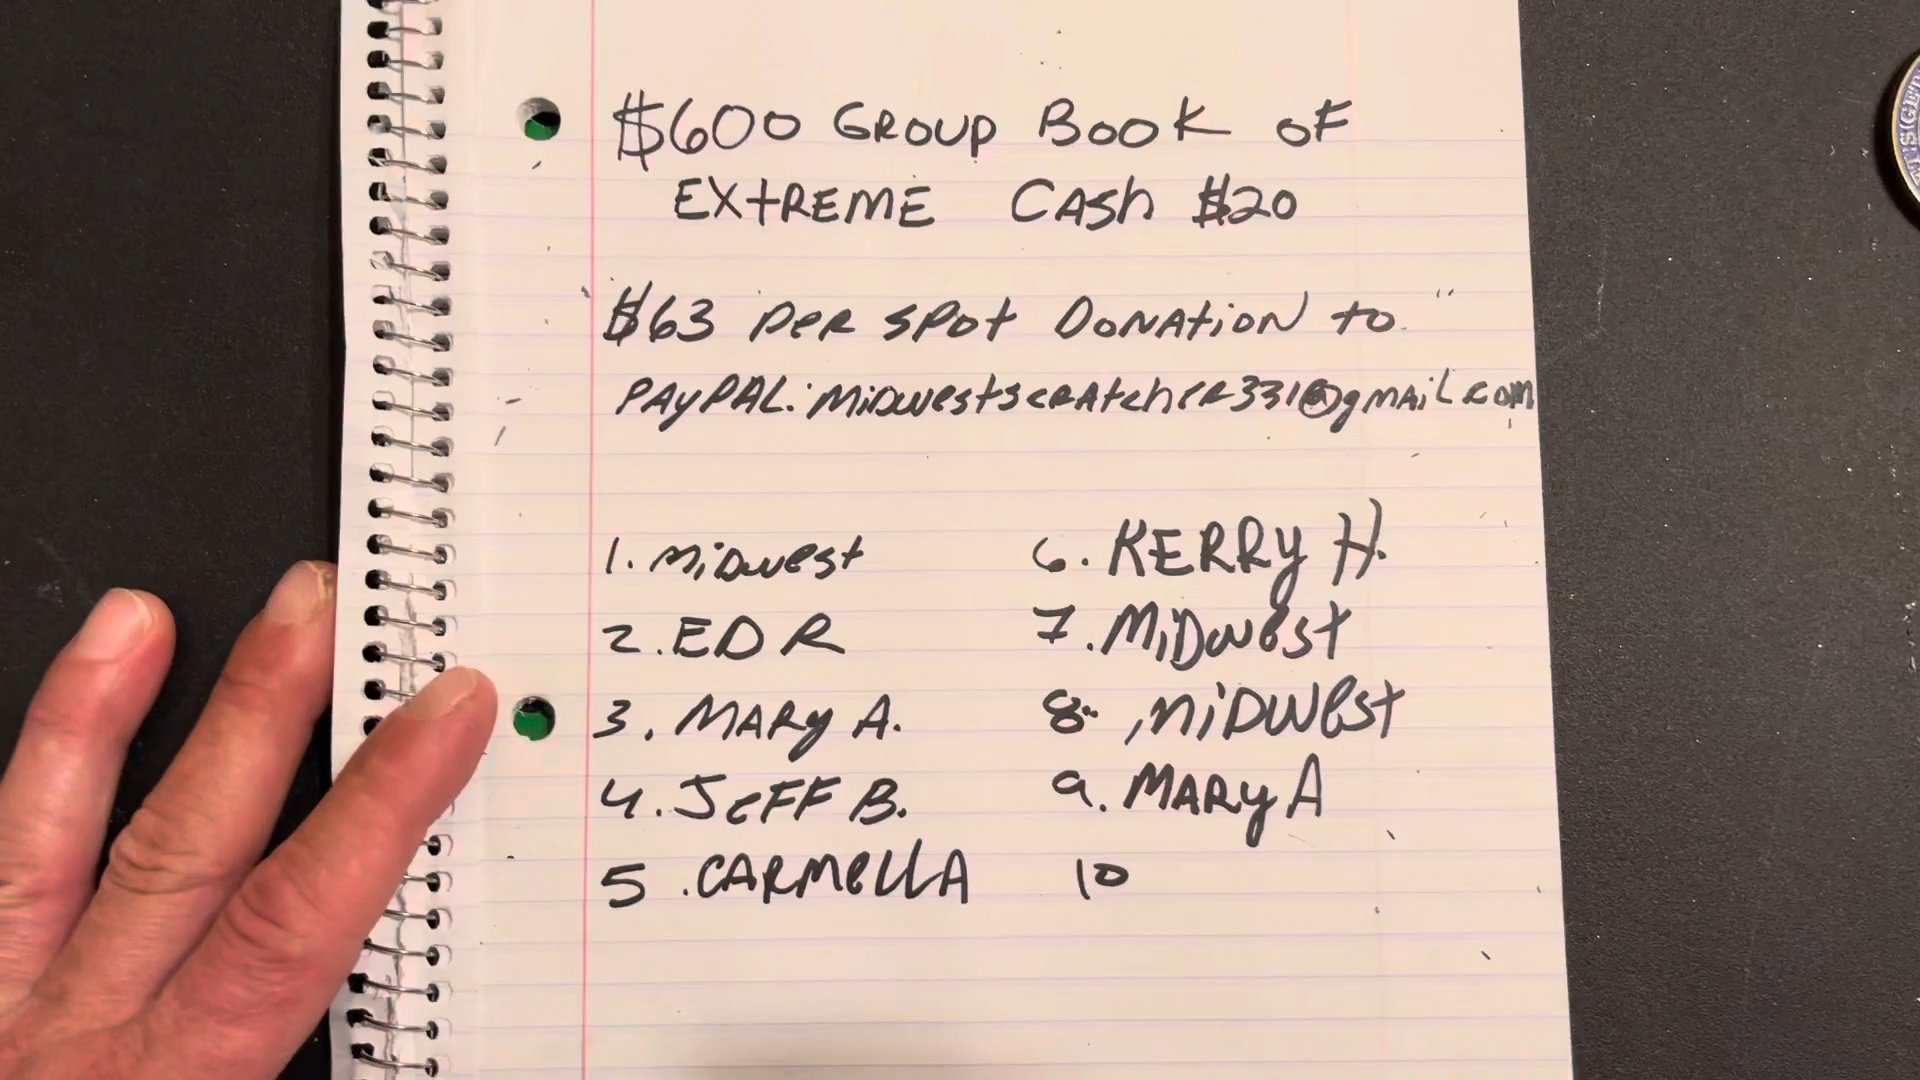 $600 GROUP BOOK OF
EXTREME CASH $20
$63 PER SPOT DONATION to
PAYPAL: MIDWESTSCRATCHER331@gmail.com
1. MIDWEST
2. ED R
3. MARY A.
4. JEFF B.
5. CARMELLA
6. KERRY H.
7. MIDWEST
8. MIDWEST
9. MARY A
10